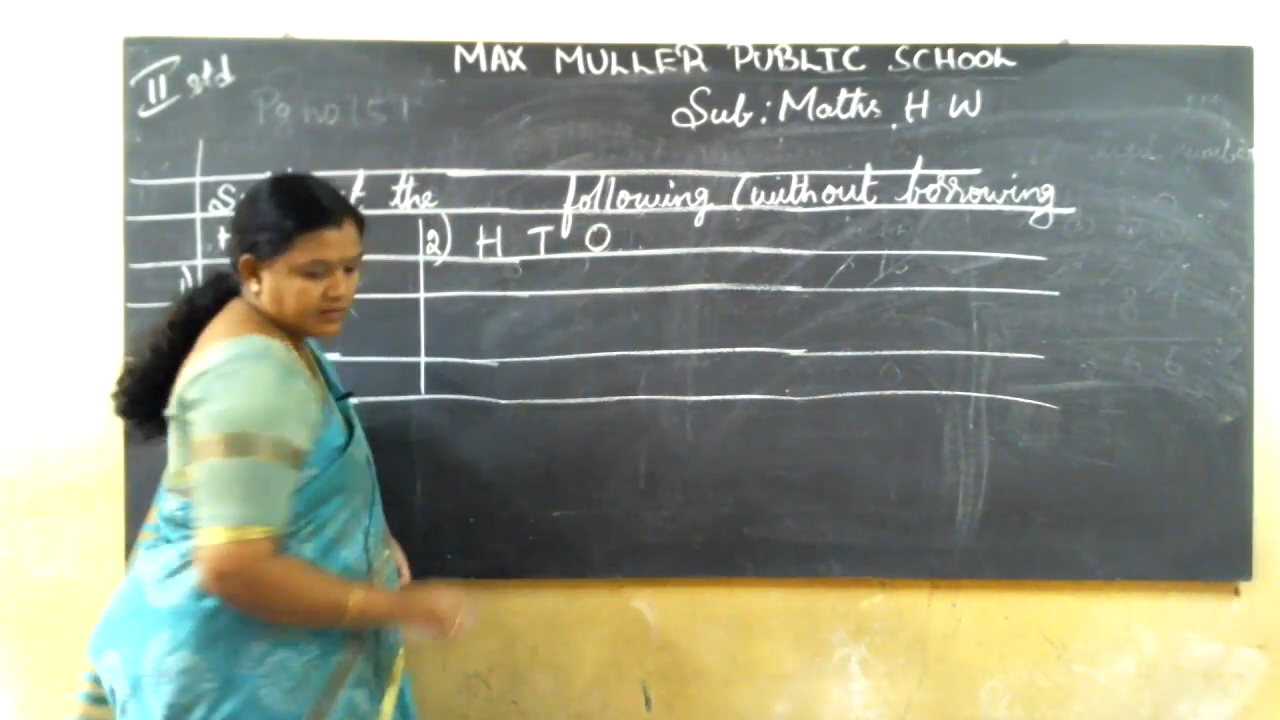 MAX MULLER PUBLIC SCHOOL
II std
Sub: Maths H.W
Pg no 151
the following (without borrowing
2) H T O